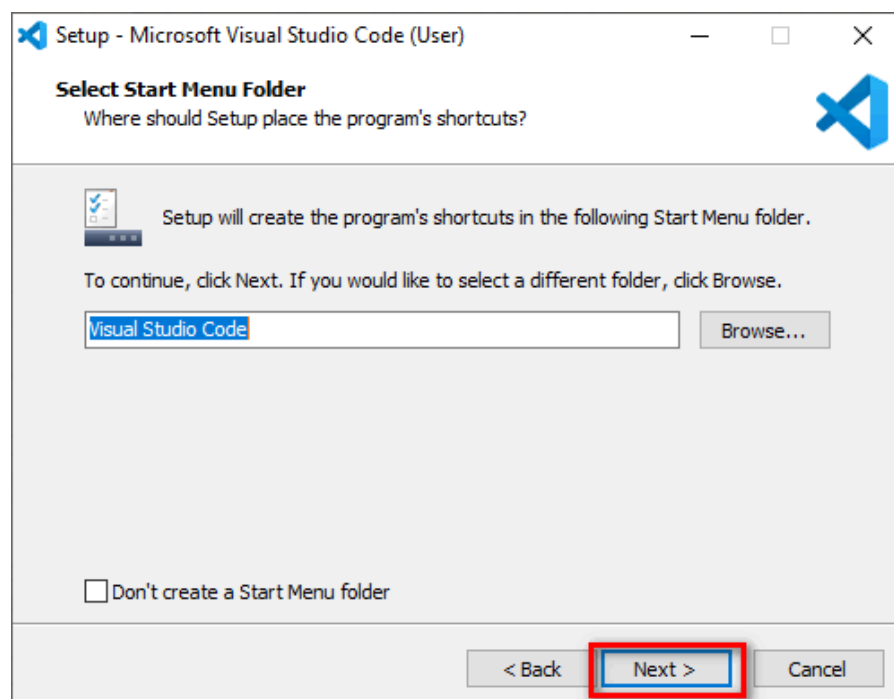 Setup - Microsoft Visual Studio Code (User)
Select Start Menu Folder
Where should Setup place the program's shortcuts?
Setup will create the program's shortcuts in the following Start Menu folder.
To continue, click Next. If you would like to select a different folder, click Browse.
Visual Studio Code
Browse...
Don't create a Start Menu folder
< Back
Next >
Cancel